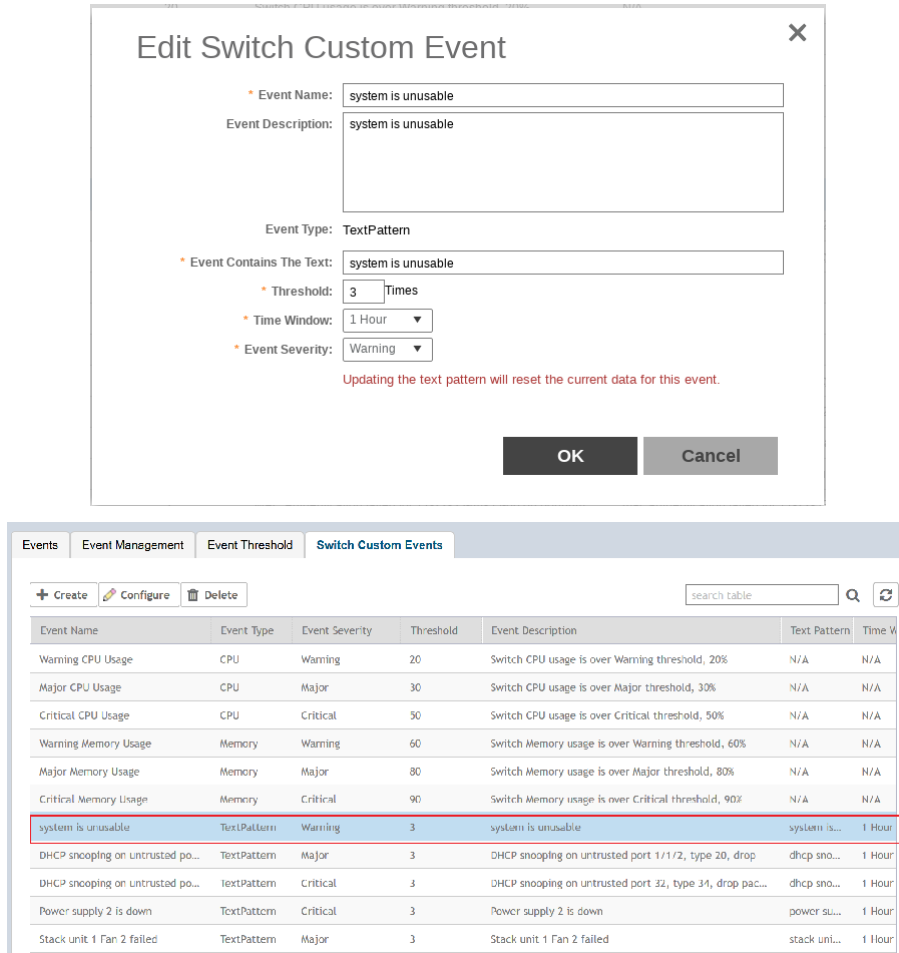 20 Switch CPU usage is over Warning threshold, 20% N/A
Edit Switch Custom Event
* Event Name: system is unusable
Event Description: system is unusable
Event Type: TextPattern
* Event Contains The Text: system is unusable
* Threshold: 3 Times
* Time Window: 1 Hour
* Event Severity: Warning
Updating the text pattern will reset the current data for this event.
OK Cancel
Events Event Management Event Threshold Switch Custom Events
Create Configure Delete search table
Event Name Event Type Event Severity Threshold Event Description Text Pattern Time W
Warning CPU Usage CPU Warning 20 Switch CPU usage is over Warning threshold, 20% N/A N/A
Major CPU Usage CPU Major 30 Switch CPU usage is over Major threshold, 30% N/A N/A
Critical CPU Usage CPU Critical 50 Switch CPU usage is over Critical threshold, 50% N/A N/A
Warning Memory Usage Memory Warning 60 Switch Memory usage is over Warning threshold, 60% N/A N/A
Major Memory Usage Memory Major 80 Switch Memory usage is over Major threshold, 80% N/A N/A
Critical Memory Usage Memory Critical 90 Switch Memory usage is over Critical threshold, 90% N/A N/A
system is unusable TextPattern Warning 3 system is unusable system is... 1 Hour
DHCP snooping on untrusted po... TextPattern Major 3 DHCP snooping on untrusted port 1/1/2, type 20, drop dhcp sno... 1 Hour
DHCP snooping on untrusted po... TextPattern Critical 3 DHCP snooping on untrusted port 32, type 34, drop pac... dhcp sno... 1 Hour
Power supply 2 is down TextPattern Critical 3 Power supply 2 is down power su... 1 Hour
Stack unit 1 Fan 2 failed TextPattern Major 3 Stack unit 1 Fan 2 failed stack uni... 1 Hour